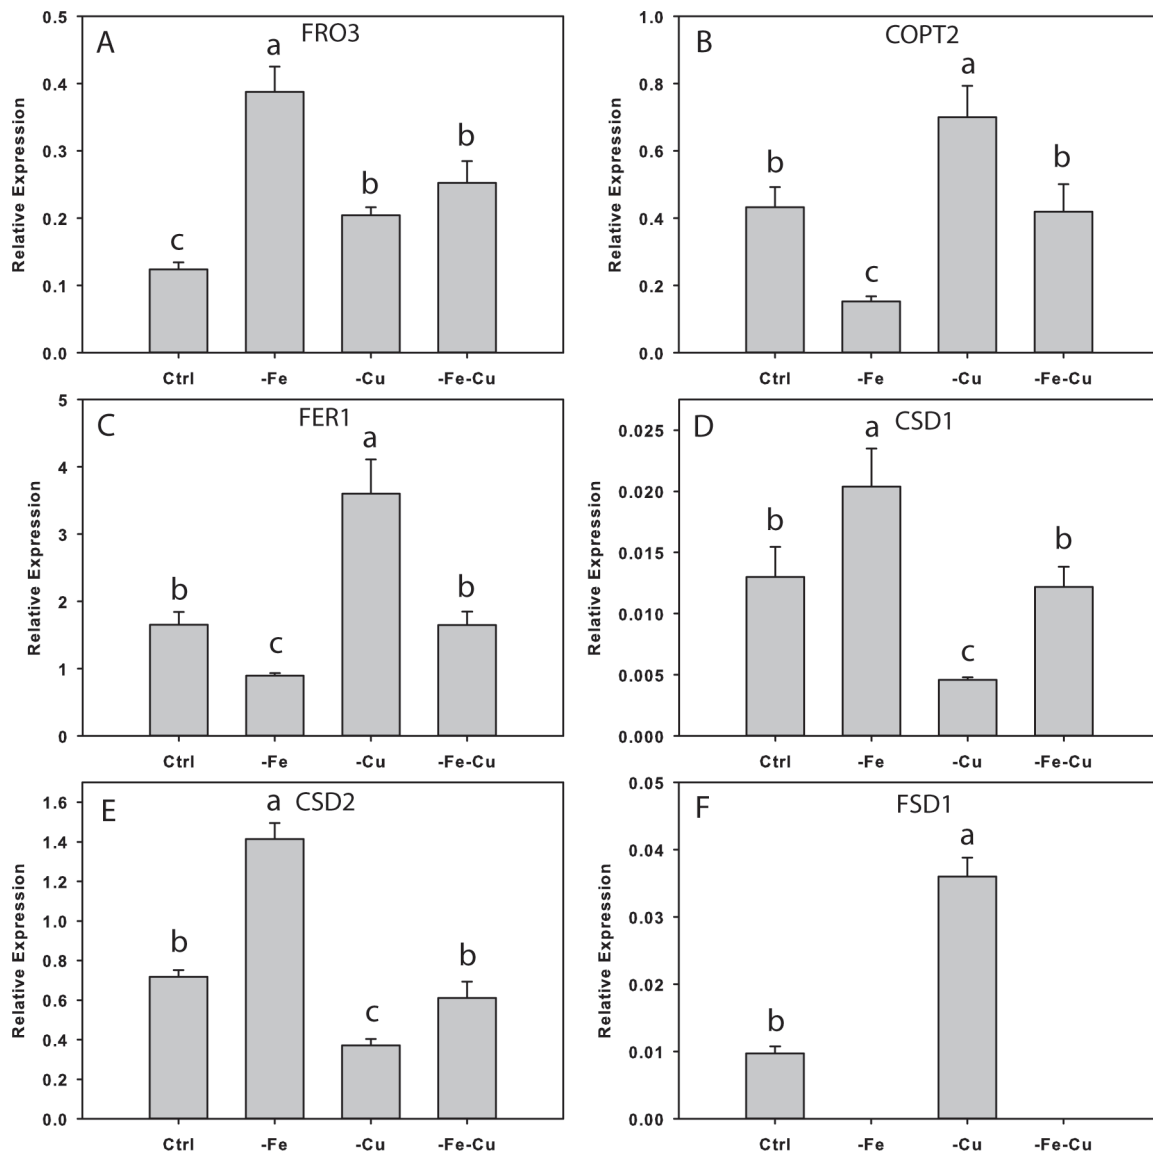 A
FRO3
0.5
0.4
0.3
0.2
0.1
0.0
Relative Expression
c
a
b
b
Ctrl
-Fe
-Cu
-Fe-Cu
B
COPT2
1.0
0.8
0.6
0.4
0.2
0.0
Relative Expression
b
c
a
b
Ctrl
-Fe
-Cu
-Fe-Cu
C
FER1
5
4
3
2
1
0
Relative Expression
b
c
a
b
Ctrl
-Fe
-Cu
-Fe-Cu
D
CSD1
0.025
0.020
0.015
0.010
0.005
0.000
Relative Expression
b
a
c
b
Ctrl
-Fe
-Cu
-Fe-Cu
E
CSD2
1.6
1.4
1.2
1.0
0.8
0.6
0.4
0.2
0.0
Relative Expression
b
a
c
b
Ctrl
-Fe
-Cu
-Fe-Cu
F
FSD1
0.05
0.04
0.03
0.02
0.01
0.00
Relative Expression
b
a
Ctrl
-Fe
-Cu
-Fe-Cu